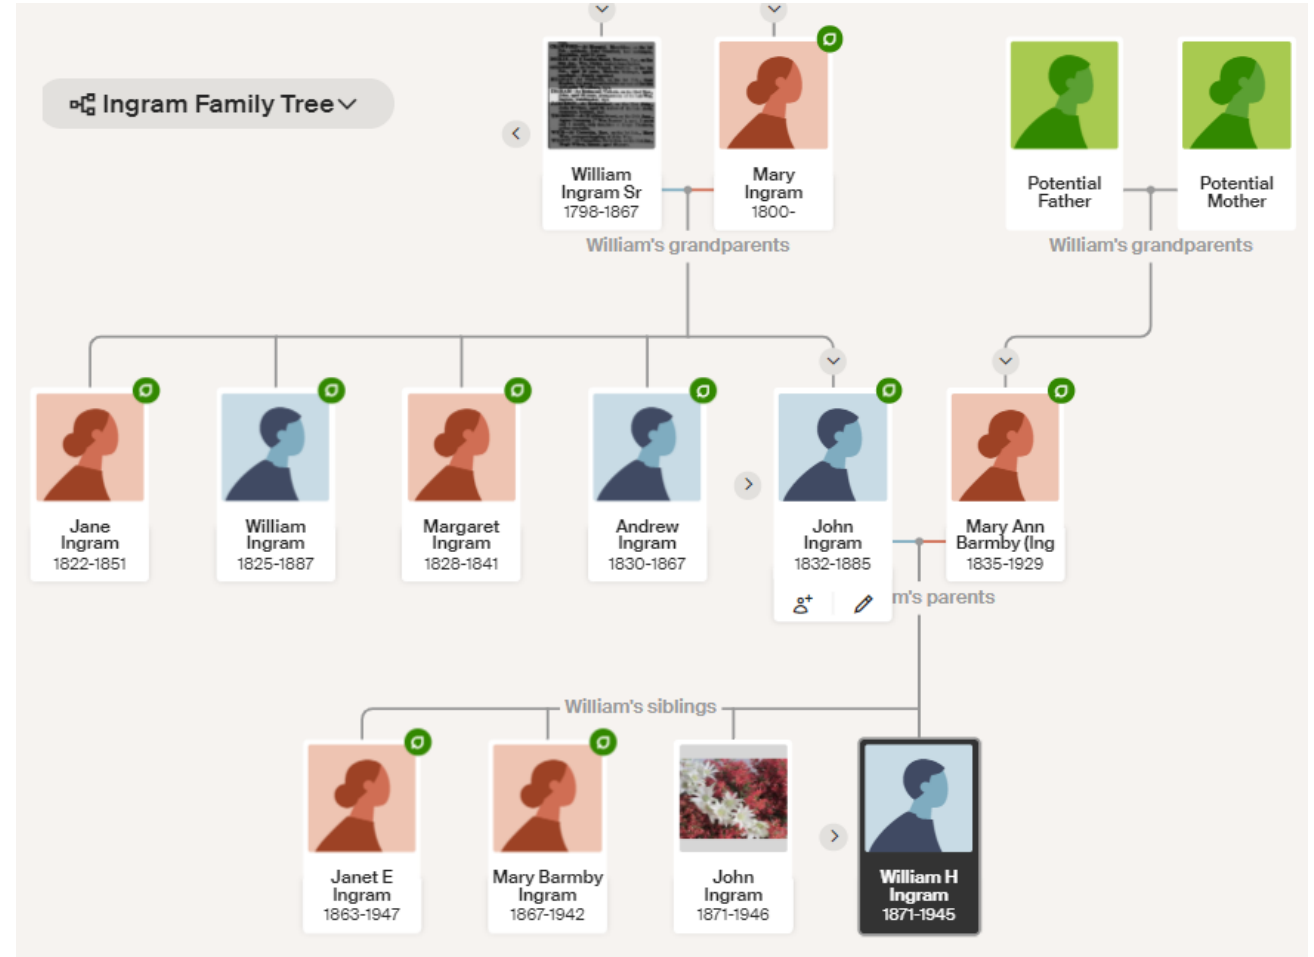 Ingram Family Tree
William
Ingram Sr
1798-1867
Mary
Ingram
1800-
Potential
Father
Potential
Mother
William's grandparents
William's grandparents
Jane
Ingram
1822-1851
William
Ingram
1825-1887
Margaret
Ingram
1828-1841
Andrew
Ingram
1830-1867
John
Ingram
1832-1885
Mary Ann
Barmby (Ing
1835-1929
m's parents
William's siblings
Janet E
Ingram
1863-1947
Mary Barmby
Ingram
1867-1942
John
Ingram
1871-1946
William H
Ingram
1871-1945